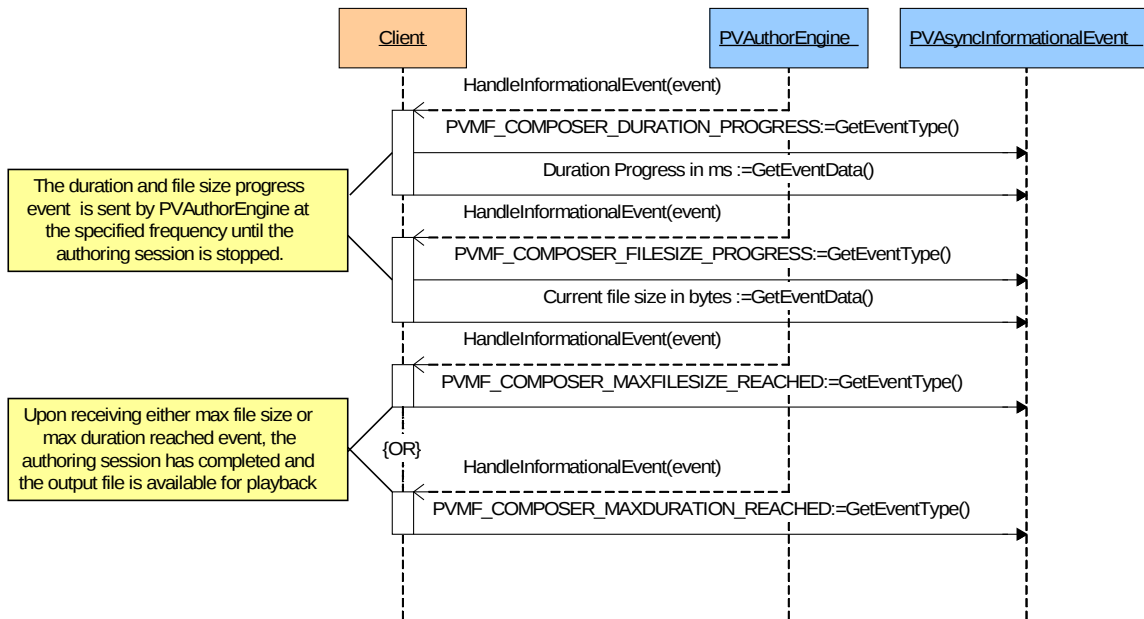 Client
PVAuthorEngine
PVAsyncInformationalEvent
HandleInformationalEvent(event)
PVMF_COMPOSER_DURATION_PROGRESS:=GetEventType()
Duration Progress in ms :=GetEventData()
The duration and file size progress
event is sent by PVAuthorEngine at
the specified frequency until the
authoring session is stopped.
HandleInformationalEvent(event)
PVMF_COMPOSER_FILESIZE_PROGRESS:=GetEventType()
Current file size in bytes :=GetEventData()
HandleInformationalEvent(event)
PVMF_COMPOSER_MAXFILESIZE_REACHED:=GetEventType()
Upon receiving either max file size or
max duration reached event, the
authoring session has completed and
the output file is available for playback
{OR}
HandleInformationalEvent(event)
PVMF_COMPOSER_MAXDURATION_REACHED:=GetEventType()